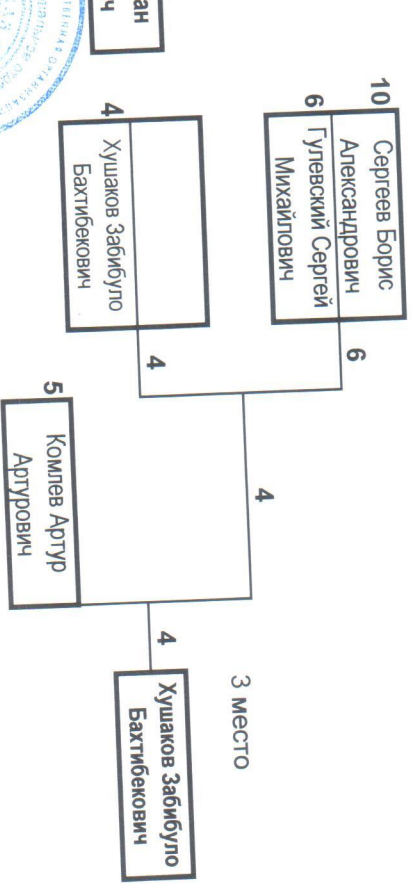 10 Сергеев Борис
Александрович
6 Гулевский Сергей
Михайлович
6
4 Хушаков Забибуло
Бахтибекович
4
4
5 Комлев Артур
Артурович
4
3 место
Хушаков Забибуло
Бахтибекович
ан
ч